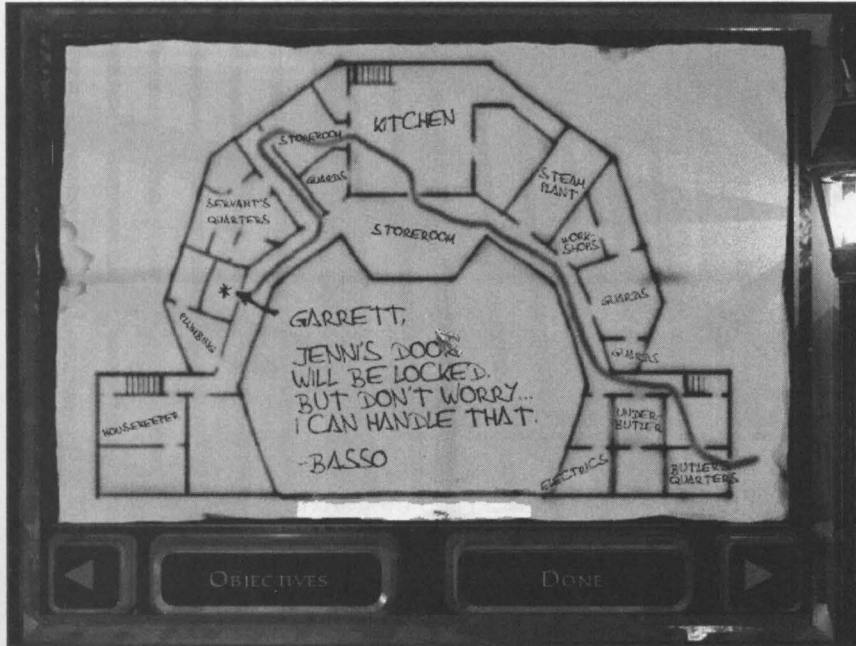 KITCHEN
STOREROOM
GUARDS
STEAM
PLANT
SERVANT'S
QUARTERS
STOREROOM
WORK-
SHOPS
GUARDS
PLUMBING
GUARDS
GARRETT,
JENNI'S DOOR
WILL BE LOCKED.
BUT DON'T WORRY...
I CAN HANDLE THAT.
-BASSO
HOUSEKEEPER
UNDER-
BUTLER
ELECTRICS
BUTLER'S
QUARTERS
OBJECTIVES
DONE